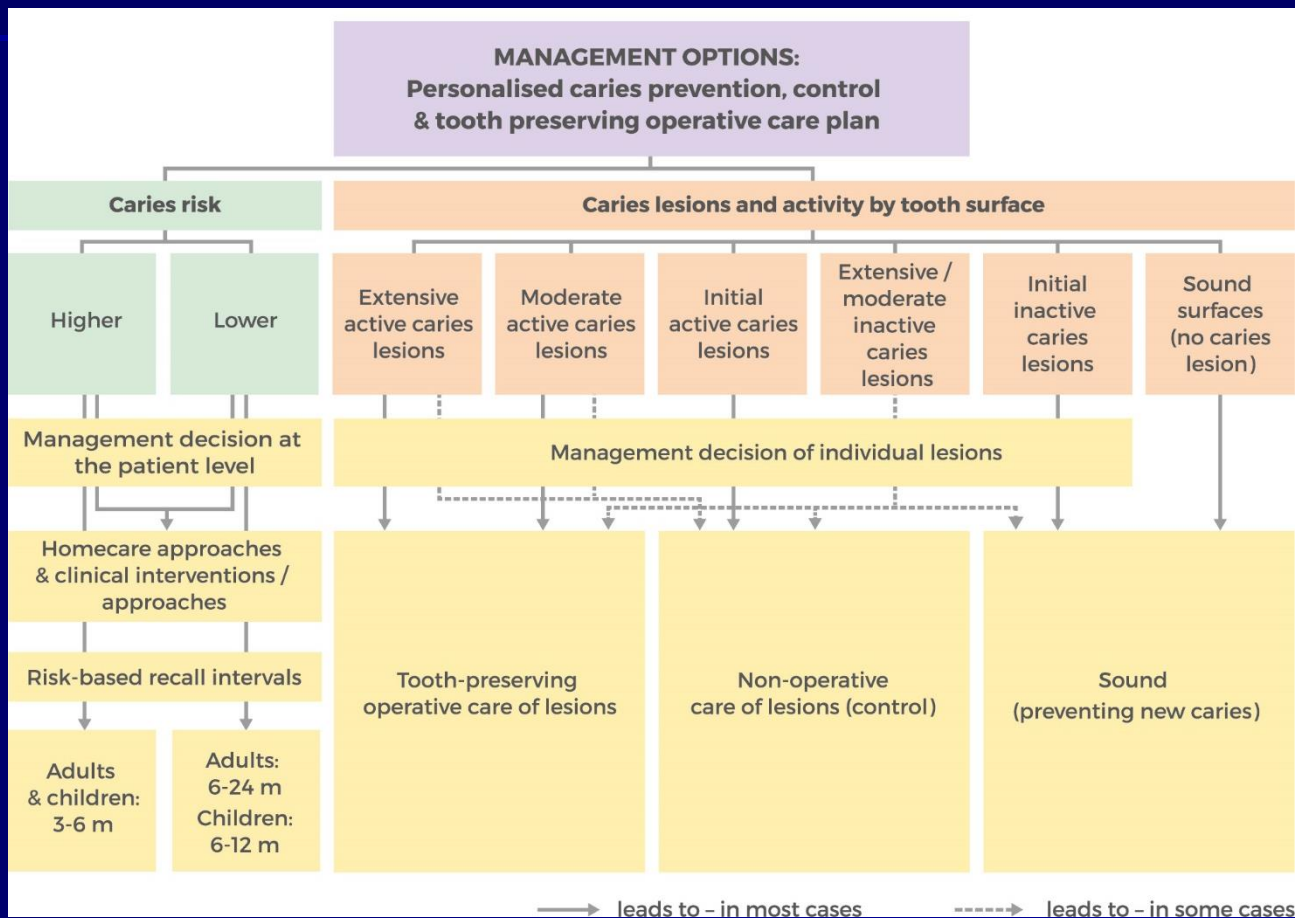 MANAGEMENT OPTIONS:
Personalised caries prevention, control
& tooth preserving operative care plan
Caries risk
Caries lesions and activity by tooth surface
Higher
Lower
Extensive
active caries
lesions
Moderate
active caries
lesions
Initial
active caries
lesions
Extensive /
moderate
inactive
caries
lesions
Initial
inactive
caries
lesions
Sound
surfaces
(no caries
lesion)
Management decision at
the patient level
Management decision of individual lesions
Homecare approaches
& clinical interventions /
approaches
Risk-based recall intervals
Adults
& children:
3-6 m
Adults:
6-24 m
Children:
6-12 m
Tooth-preserving
operative care of lesions
Non-operative
care of lesions (control)
Sound
(preventing new caries)
leads to – in most cases
leads to – in some cases